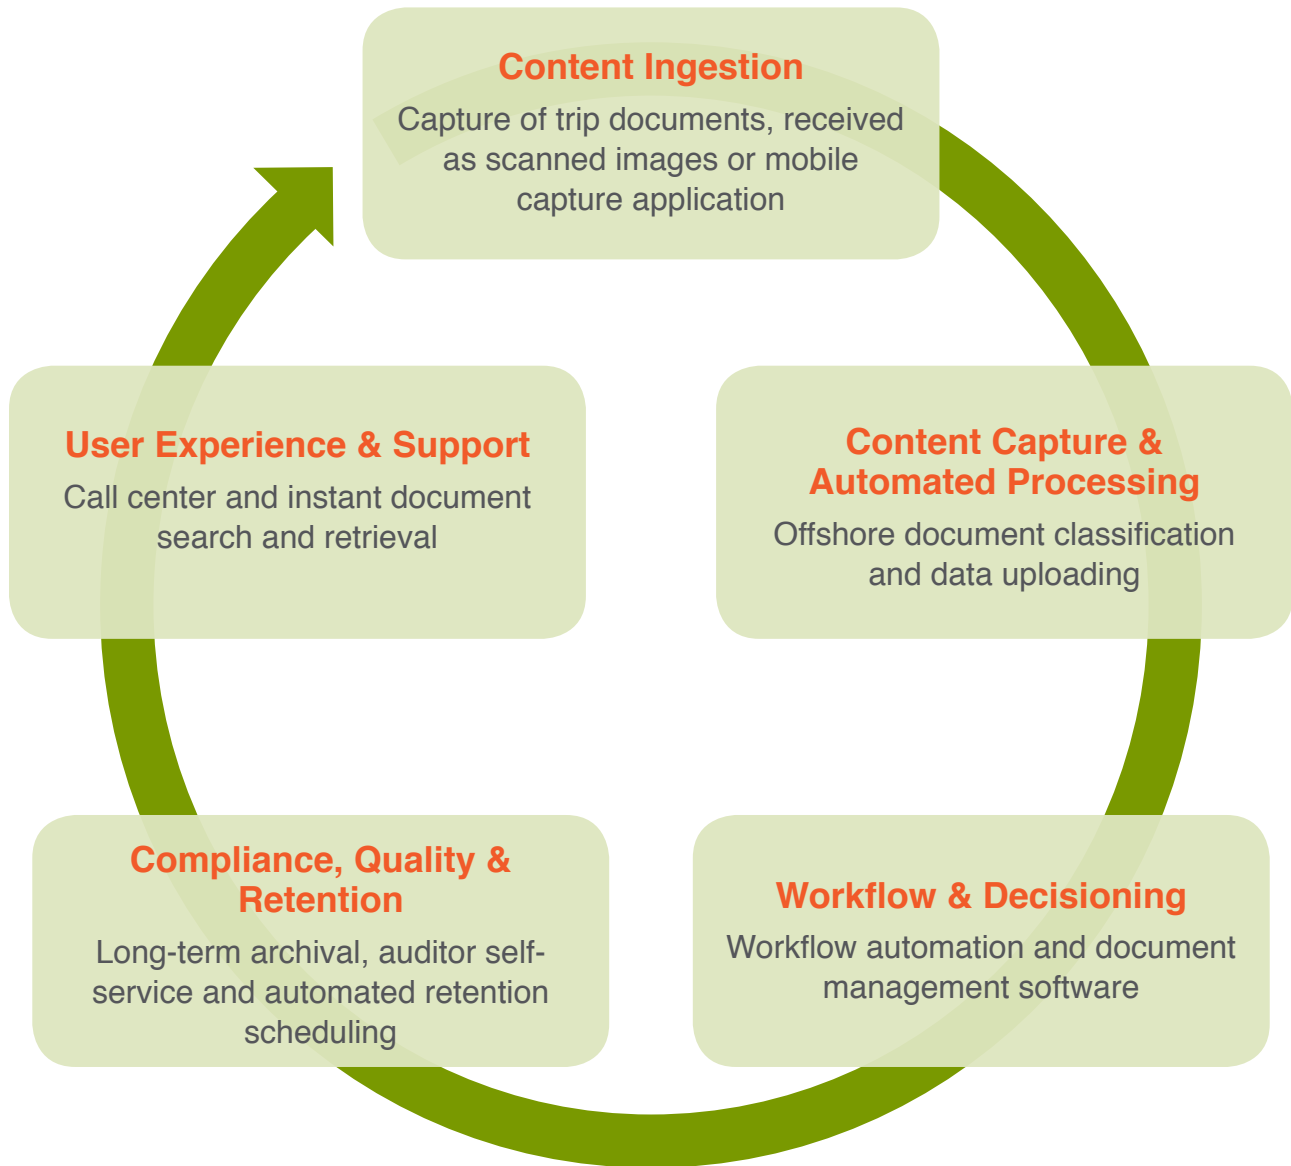 Content Ingestion
Capture of trip documents, received
as scanned images or mobile
capture application
Content Capture &
Automated Processing
Offshore document classification
and data uploading
Workflow & Decisioning
Workflow automation and document
management software
Compliance, Quality &
Retention
Long-term archival, auditor self-
service and automated retention
scheduling
User Experience & Support
Call center and instant document
search and retrieval